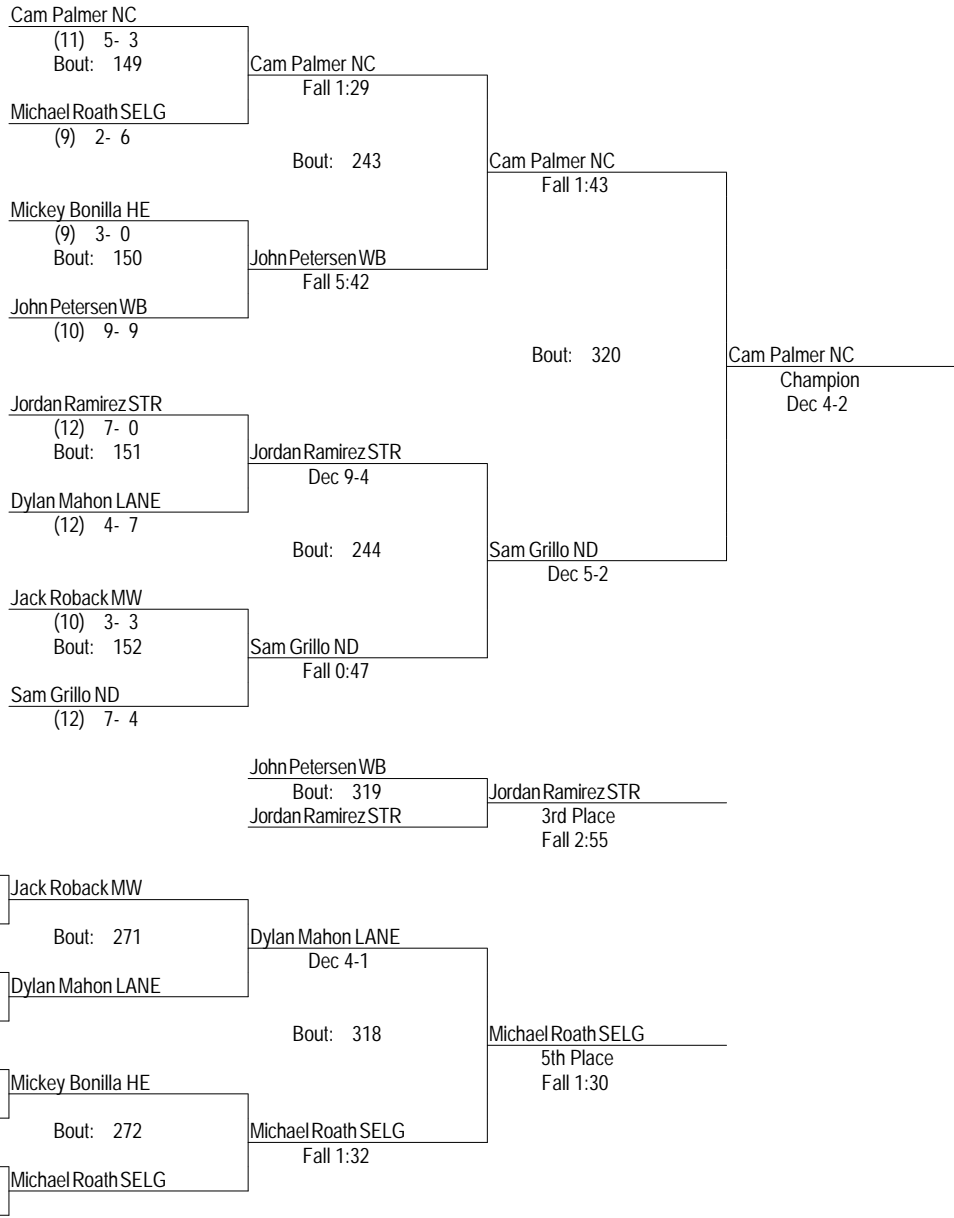 Cam Palmer NC
(11) 5- 3
Bout: 149
Cam Palmer NC
Fall 1:29
Michael Roath SELG
(9) 2- 6
Bout: 243
Cam Palmer NC
Fall 1:43
Mickey Bonilla HE
(9) 3- 0
Bout: 150
John Petersen WB
Fall 5:42
John Petersen WB
(10) 9- 9
Bout: 320
Cam Palmer NC
Champion
Dec 4-2
Jordan Ramirez STR
(12) 7- 0
Bout: 151
Jordan Ramirez STR
Dec 9-4
Dylan Mahon LANE
(12) 4- 7
Bout: 244
Sam Grillo ND
Dec 5-2
Jack Roback MW
(10) 3- 3
Bout: 152
Sam Grillo ND
Fall 0:47
Sam Grillo ND
(12) 7- 4
John Petersen WB
Bout: 319
Jordan Ramirez STR
Jordan Ramirez STR
3rd Place
Fall 2:55
Jack Roback MW
Bout: 271
Dylan Mahon LANE
Dec 4-1
Dylan Mahon LANE
Bout: 318
Michael Roath SELG
5th Place
Fall 1:30
Mickey Bonilla HE
Bout: 272
Michael Roath SELG
Fall 1:32
Michael Roath SELG